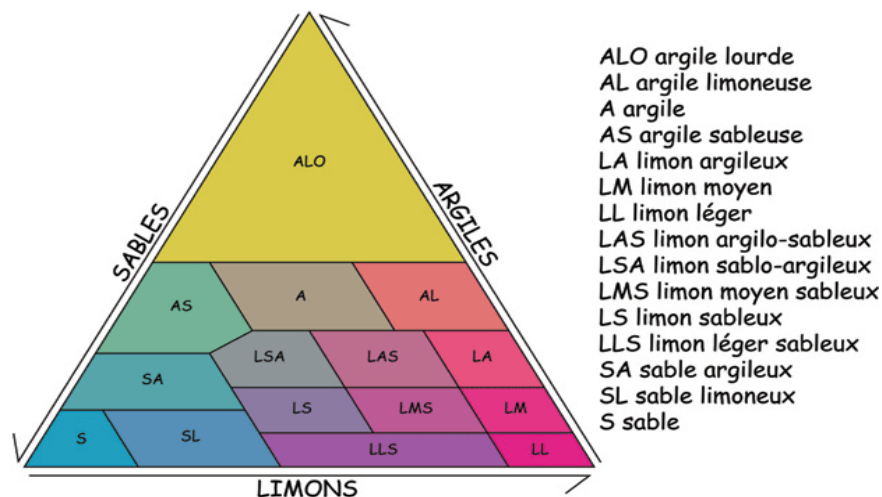 ALO
SABLES
ARGILES
AS
A
AL
SA
LSA
LAS
LA
S
SL
LS
LMS
LM
LLS
LL
LIMONS
ALO argile lourde
AL argile limoneuse
A argile
AS argile sableuse
LA limon argileux
LM limon moyen
LL limon léger
LAS limon argilo-sableux
LSA limon sablo-argileux
LMS limon moyen sableux
LS limon sableux
LLS limon léger sableux
SA sable argileux
SL sable limoneux
S sable